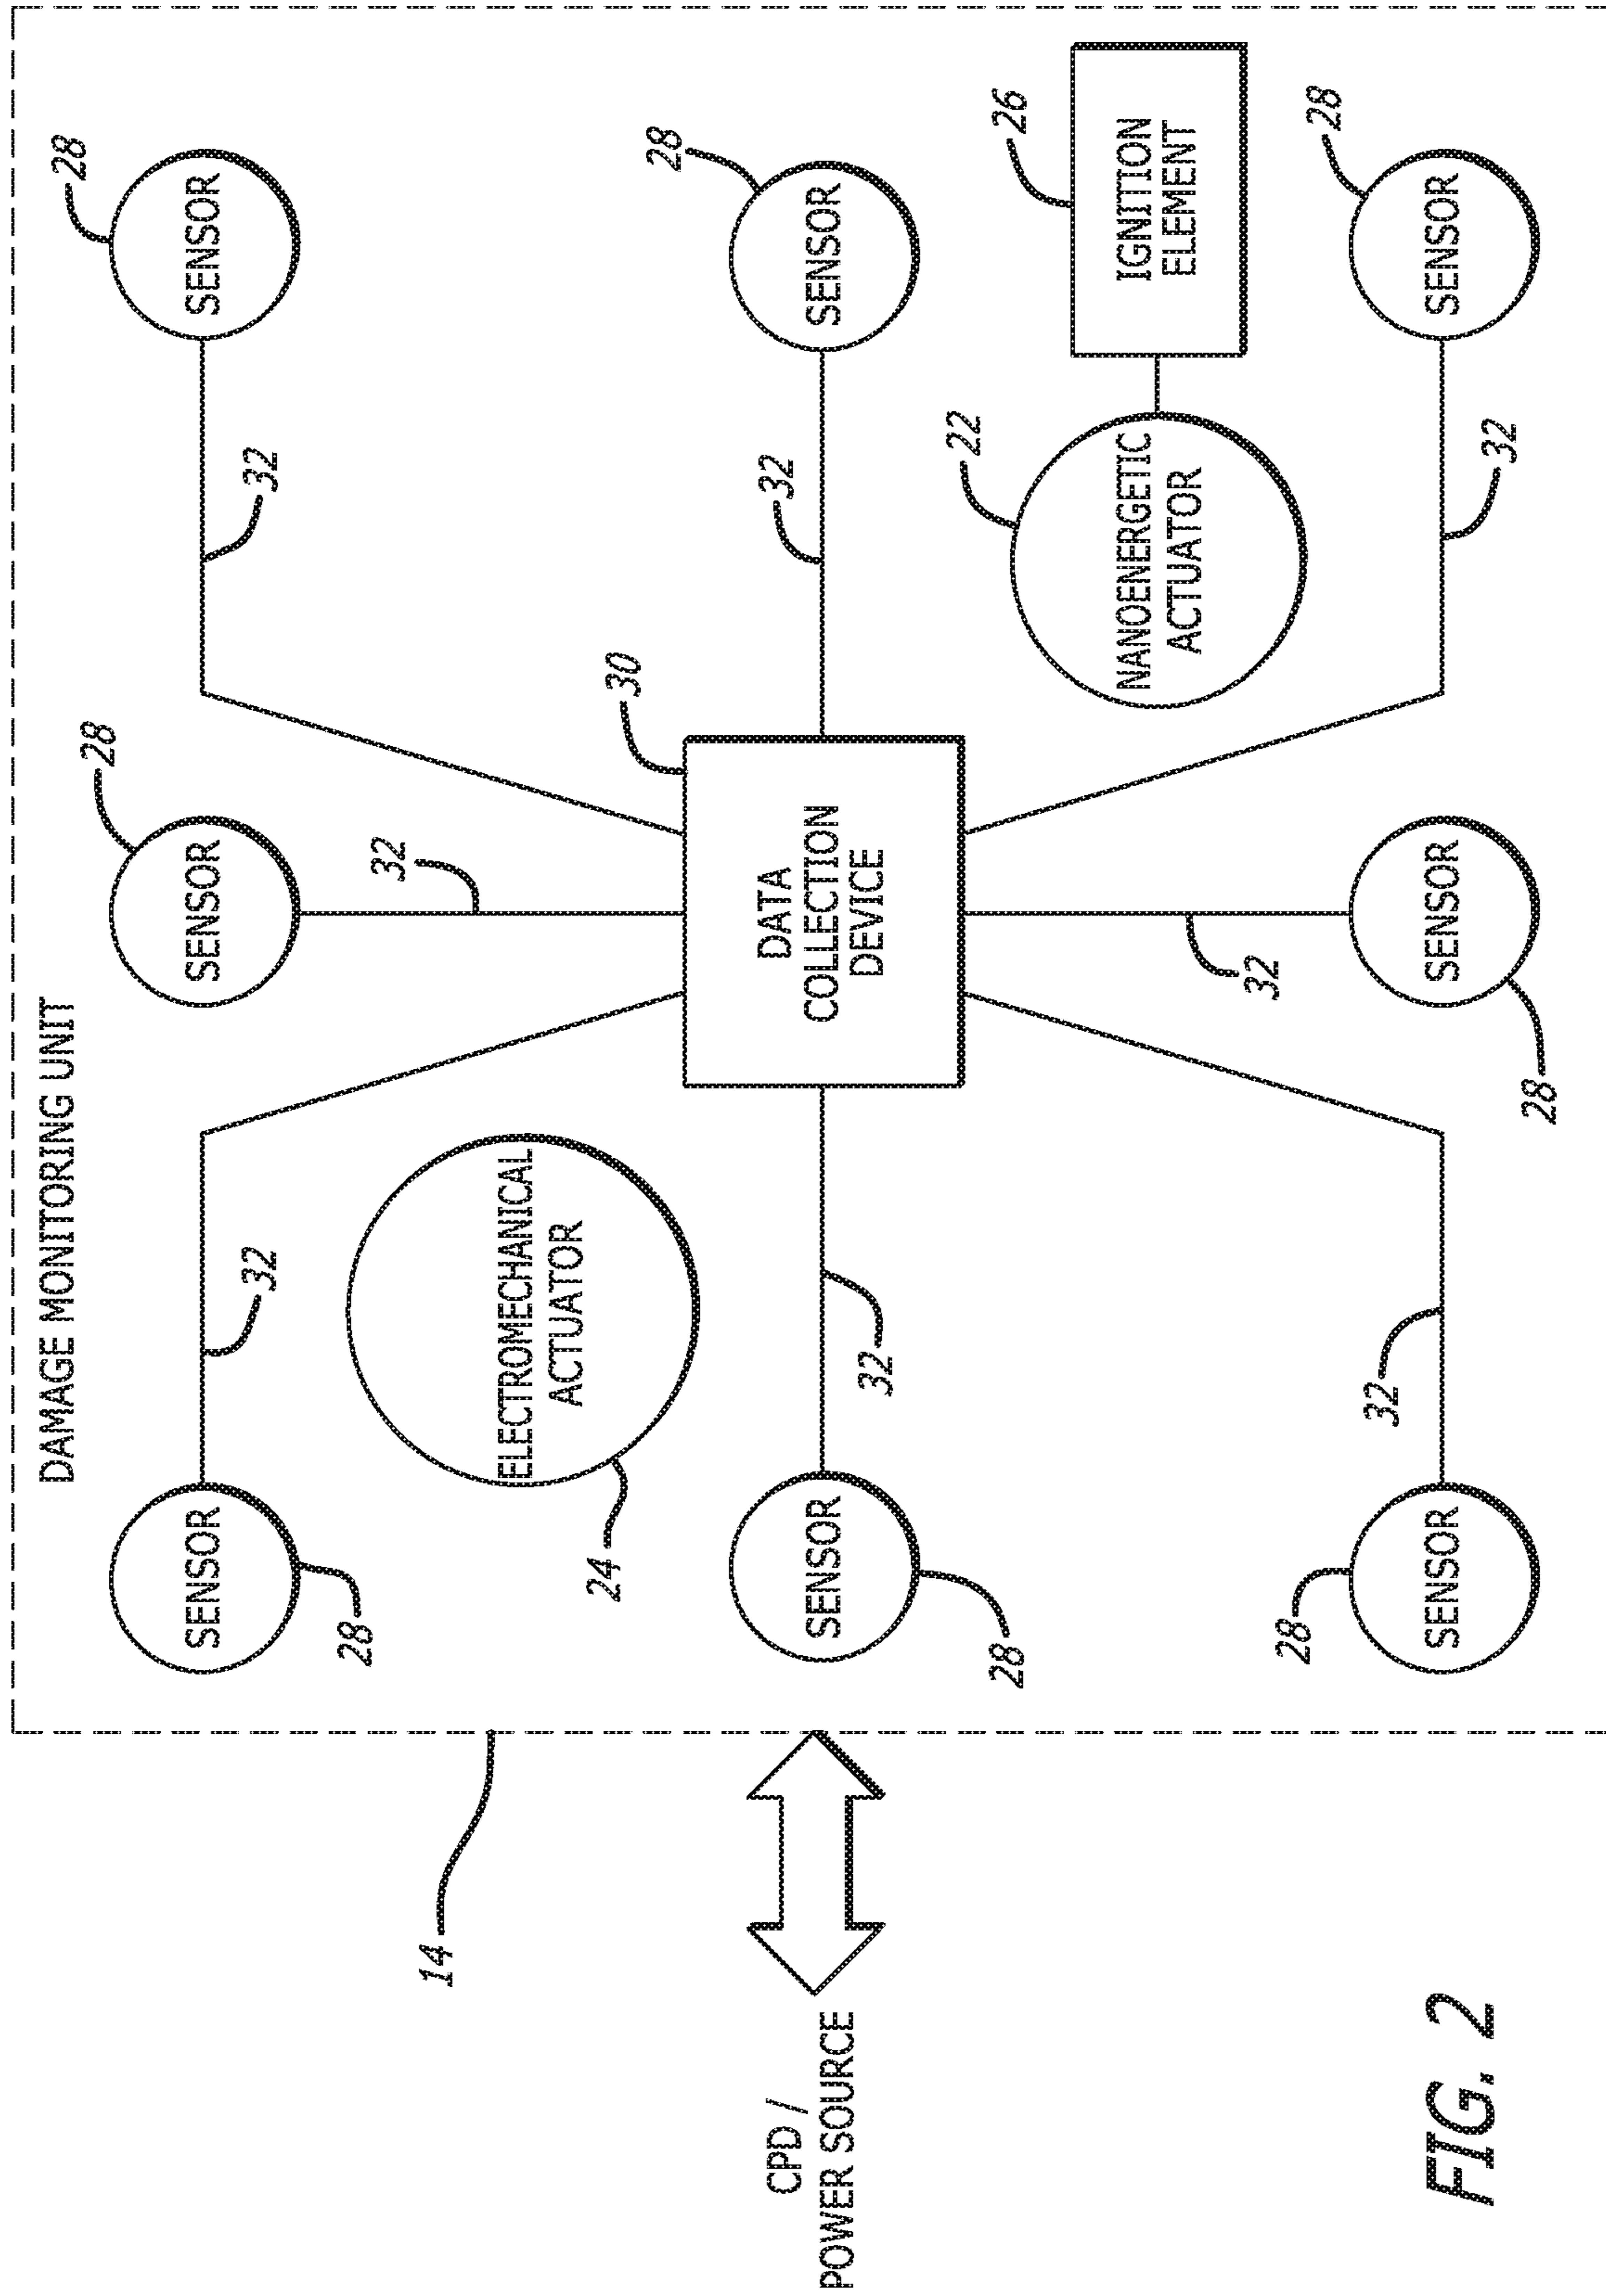 DAMAGE MONITORING UNIT
28
28
SENSOR
SENSOR
SENSOR
32
32
28
32
14
ELECTROMECHANICAL
ACTUATOR
24
30
28
32
CPD /
POWER SOURCE
SENSOR
DATA
COLLECTION
DEVICE
SENSOR
32
22
28
26
NANOENERGETIC
ACTUATOR
IGNITION
ELEMENT
32
28
28
32
SENSOR
SENSOR
SENSOR
32
28
FIG. 2